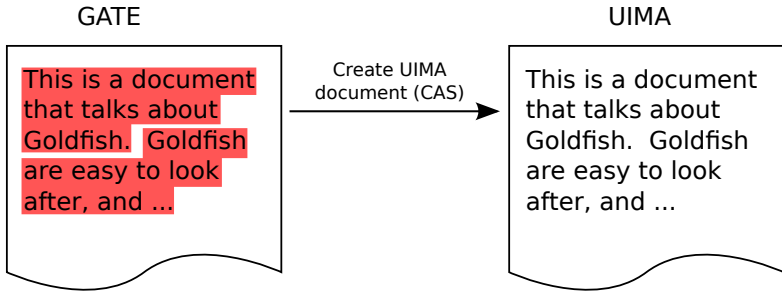 GATE
UIMA
This is a document
that talks about
Goldfish.  Goldfish
are easy to look
after, and ...
Create UIMA
document (CAS)
This is a document
that talks about
Goldfish.  Goldfish
are easy to look
after, and ...